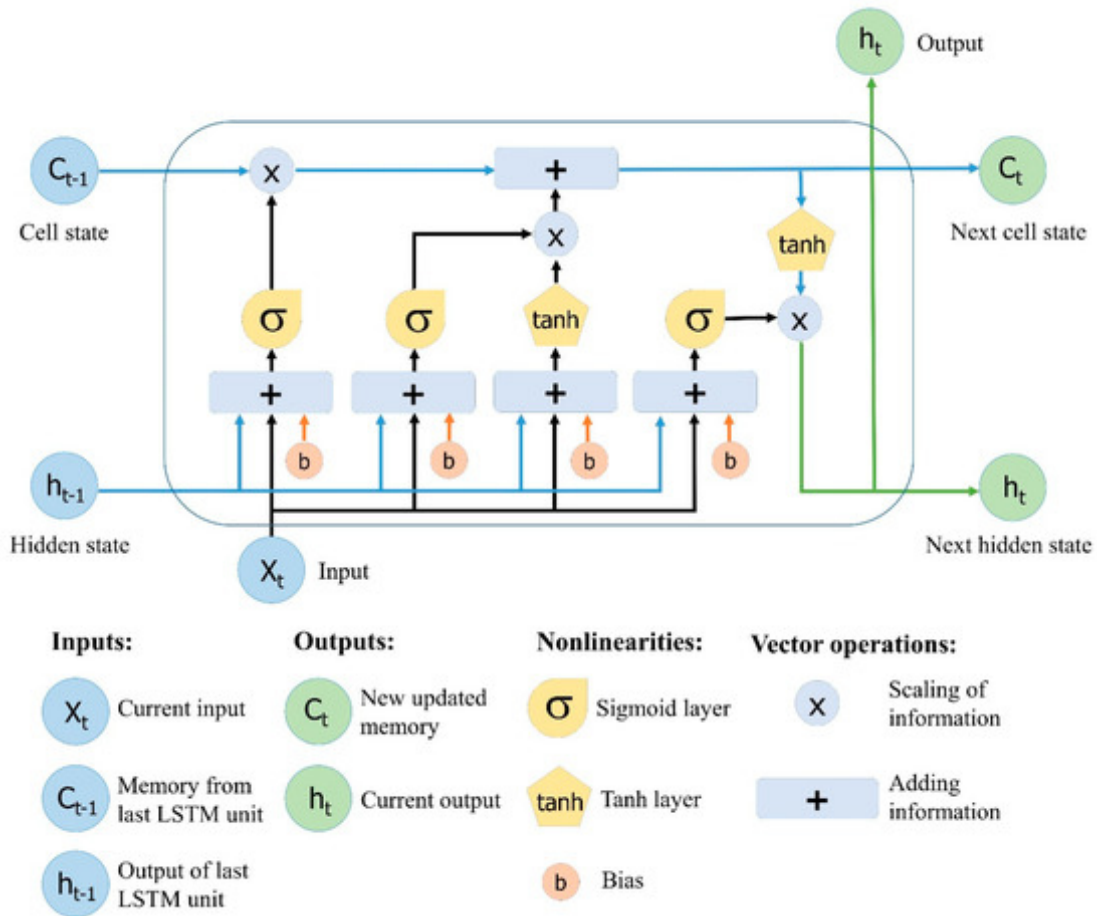 hₜ Output
Cₜ₋₁ x + Cₜ
Cell state x tanh Next cell state
σ σ tanh σ x
+ + + +
b b b b
hₜ₋₁ hₜ
Hidden state Next hidden state
Xₜ Input
Inputs: Outputs: Nonlinearities: Vector operations:
Xₜ Current input
Cₜ₋₁ Memory from
last LSTM unit
hₜ₋₁ Output of last
LSTM unit
Cₜ New updated
memory
hₜ Current output
σ Sigmoid layer
tanh Tanh layer
b Bias
x Scaling of
information
+ Adding
information